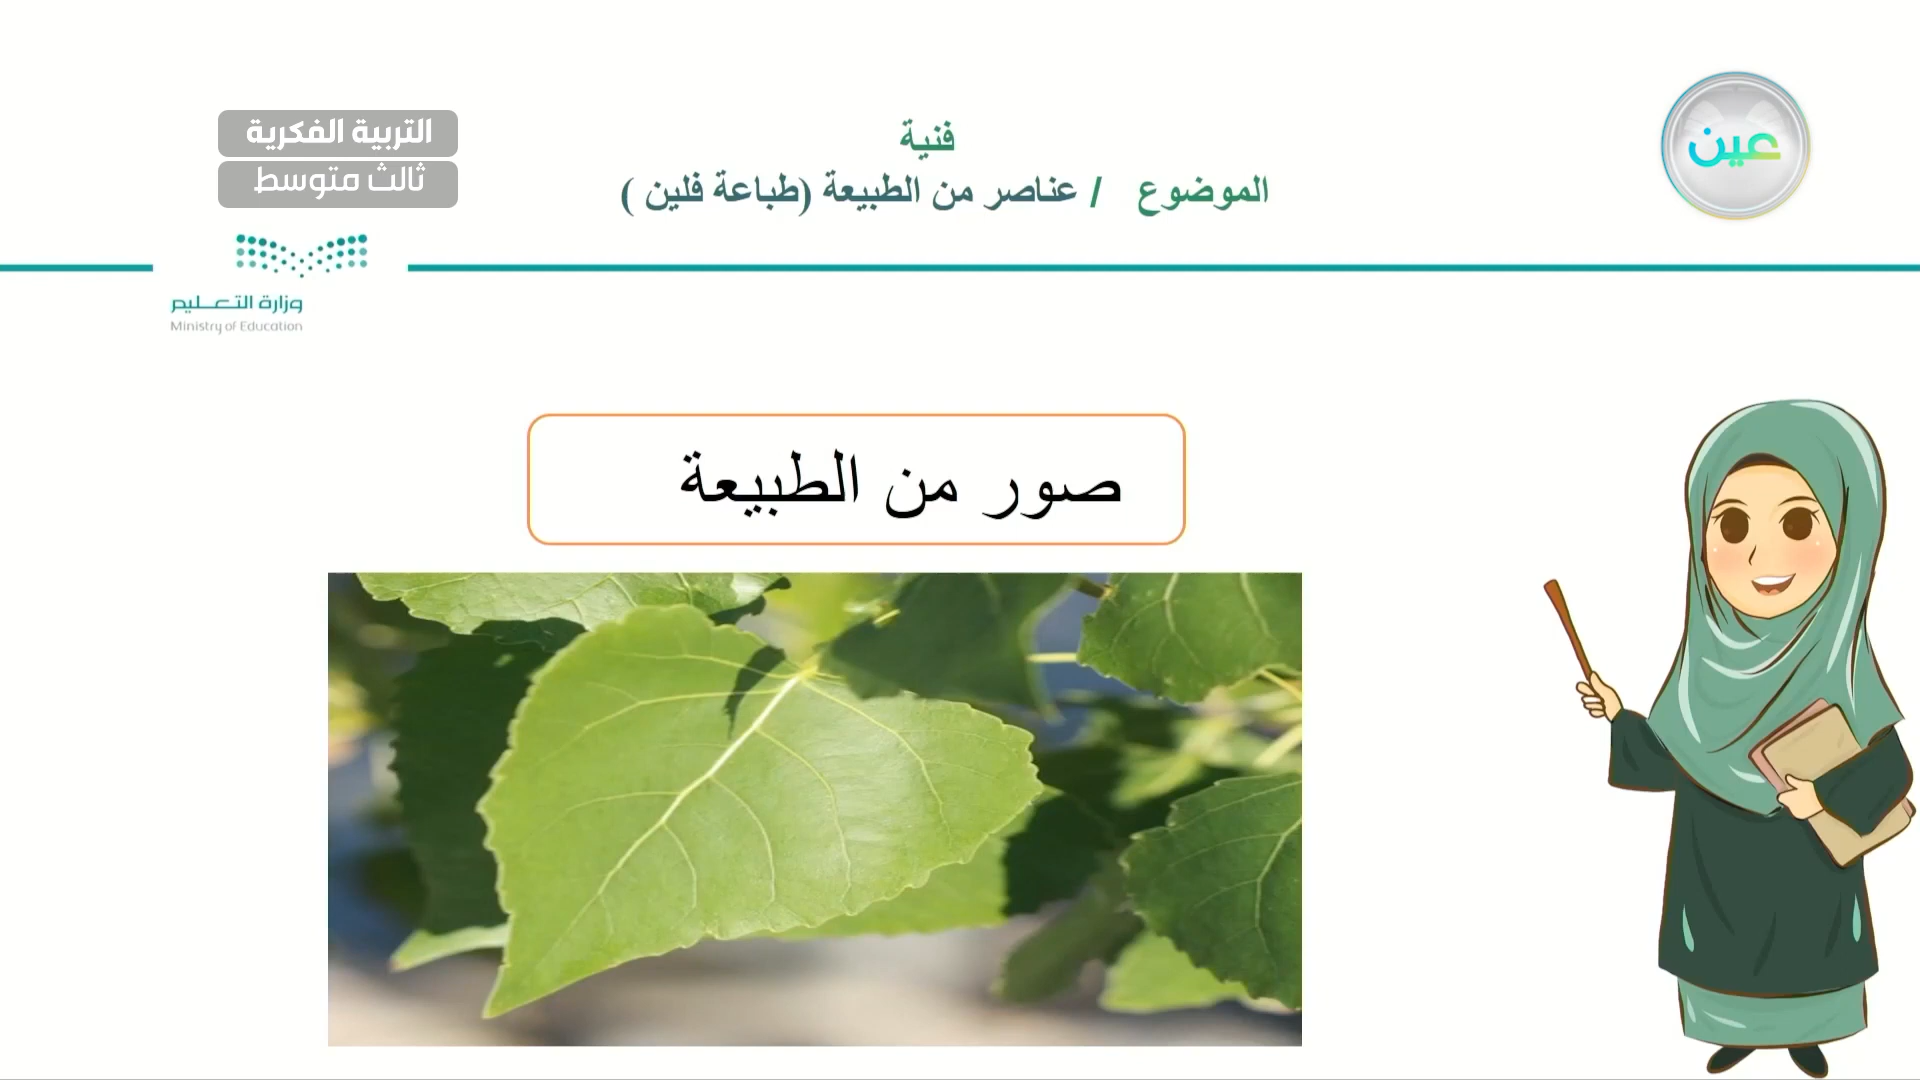 فنية
الموضوع / عناصر من الطبيعة (طباعة فلين )
عين
التربية الفكرية
ثالث متوسط
وزارة التعليم
Ministry of Education
صور من الطبيعة